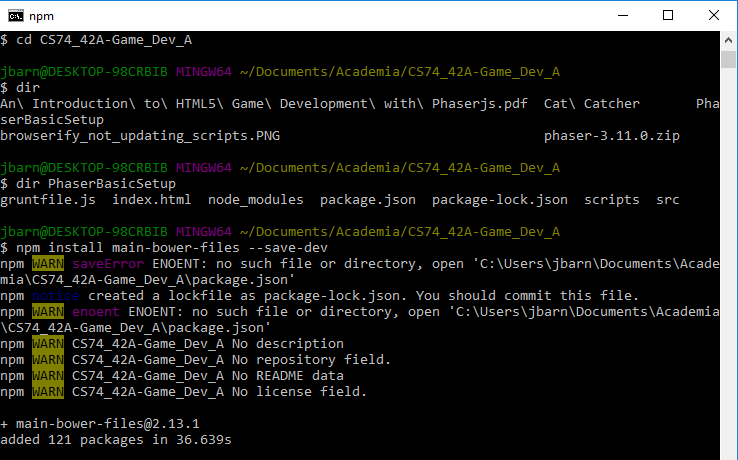 npm
$ cd CS74_42A-Game_Dev_A
jbarn@DESKTOP-98CRBIB MINGW64 ~/Documents/Academia/CS74_42A-Game_Dev_A
$ dir
An\ Introduction\ to\ HTML5\ Game\ Development\ with\ Phaserjs.pdf  Cat\ Catcher       Pha
serBasicSetup
browserify_not_updating_scripts.PNG                                 phaser-3.11.0.zip
jbarn@DESKTOP-98CRBIB MINGW64 ~/Documents/Academia/CS74_42A-Game_Dev_A
$ dir PhaserBasicSetup
gruntfile.js  index.html  node_modules  package.json  package-lock.json  scripts  src
jbarn@DESKTOP-98CRBIB MINGW64 ~/Documents/Academia/CS74_42A-Game_Dev_A
$ npm install main-bower-files --save-dev
npm WARN saveError ENOENT: no such file or directory, open 'C:\Users\jbarn\Documents\Acade
mia\CS74_42A-Game_Dev_A\package.json'
npm notice created a lockfile as package-lock.json. You should commit this file.
npm WARN enoent ENOENT: no such file or directory, open 'C:\Users\jbarn\Documents\Academia
\CS74_42A-Game_Dev_A\package.json'
npm WARN CS74_42A-Game_Dev_A No description
npm WARN CS74_42A-Game_Dev_A No repository field.
npm WARN CS74_42A-Game_Dev_A No README data
npm WARN CS74_42A-Game_Dev_A No license field.
+ main-bower-files@2.13.1
added 121 packages in 36.639s